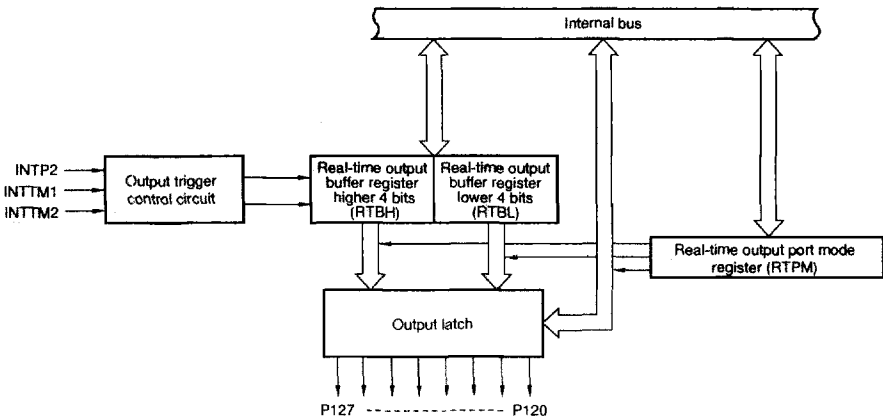 Internal bus
INTP2
INTTM1
INTTM2
Output trigger
control circuit
Real-time output
buffer register
higher 4 bits
(RTBH)
Real-time output
buffer register
lower 4 bits
(RTBL)
Real-time output port mode
register (RTPM)
Output latch
P127
P120